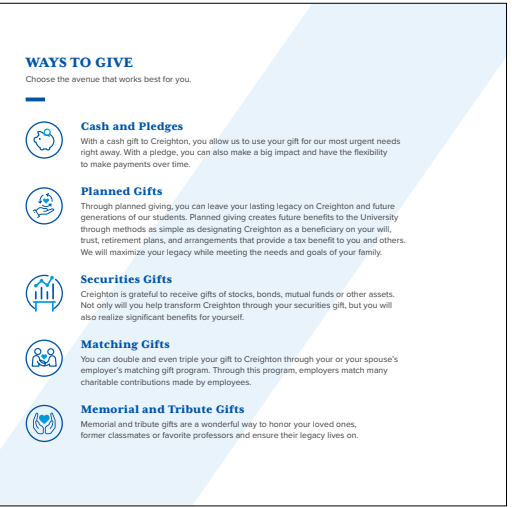 WAYS TO GIVE
Choose the avenue that works best for you.
Cash and Pledges
With a cash gift to Creighton, you allow us to use your gift for our most urgent needs
right away. With a pledge, you can also make a big impact and have the flexibility
to make payments over time.
Planned Gifts
Through planned giving, you can leave your lasting legacy on Creighton and future
generations of our students. Planned giving creates future benefits to the University
through methods as simple as designating Creighton as a beneficiary on your will,
trust, retirement plans, and arrangements that provide a tax benefit to you and others.
We will maximize your legacy while meeting the needs and goals of your family.
Securities Gifts
Creighton is grateful to receive gifts of stocks, bonds, mutual funds or other assets.
Not only will you help transform Creighton through your securities gift, but you will
also realize significant benefits for yourself.
Matching Gifts
You can double and even triple your gift to Creighton through your or your spouse's
employer's matching gift program. Through this program, employers match many
charitable contributions made by employees.
Memorial and Tribute Gifts
Memorial and tribute gifts are a wonderful way to honor your loved ones,
former classmates or favorite professors and ensure their legacy lives on.